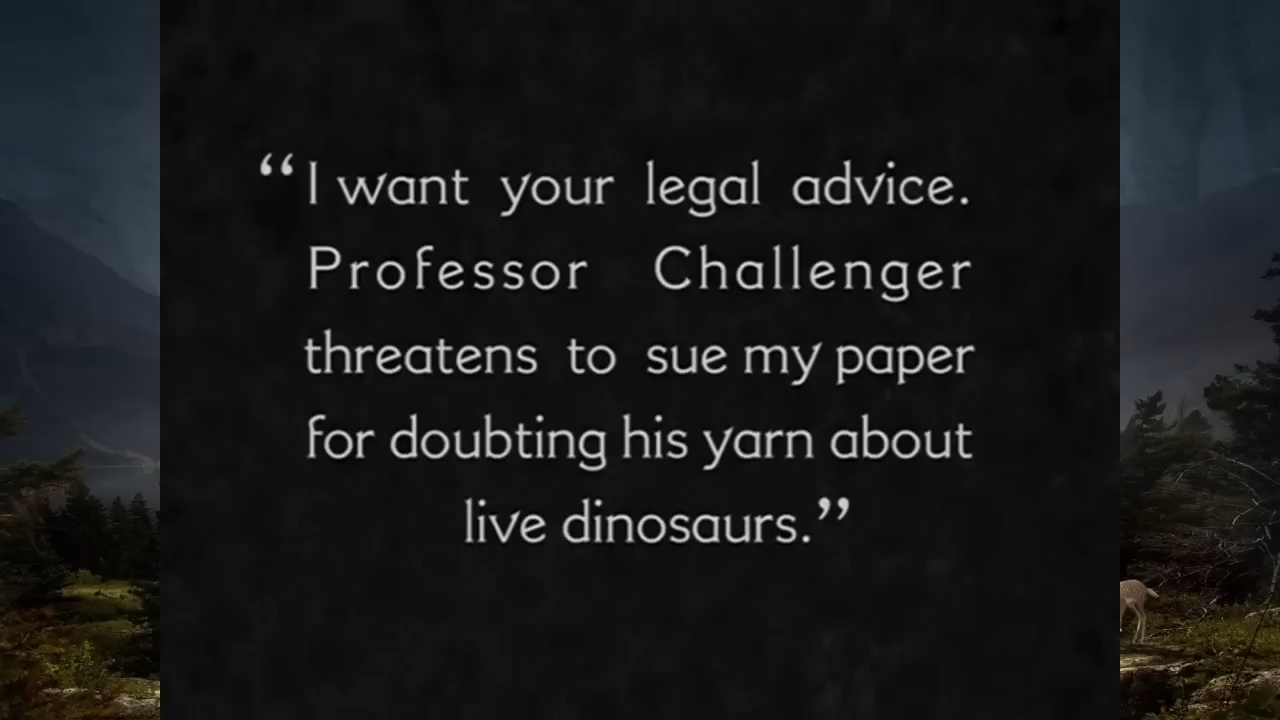 “I want your legal advice.
Professor Challenger
threatens to sue my paper
for doubting his yarn about
live dinosaurs.”